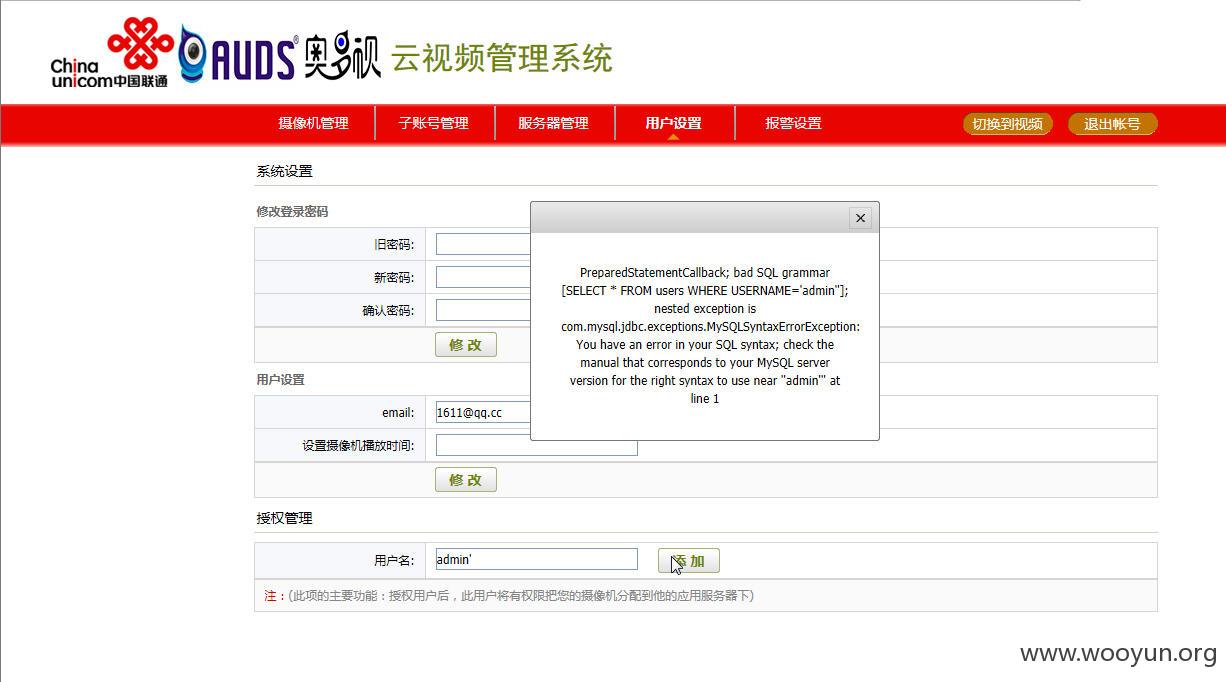 China
unicom中国联通
AUDS® 奥多视 云视频管理系统
摄像机管理 子账号管理 服务器管理 用户设置 报警设置 切换到视频 退出帐号
系统设置
修改登录密码
旧密码:
新密码:
确认密码:
修 改
PreparedStatementCallback; bad SQL grammar
[SELECT * FROM users WHERE USERNAME='admin''];
nested exception is
com.mysql.jdbc.exceptions.MySQLSyntaxErrorException:
You have an error in your SQL syntax; check the
manual that corresponds to your MySQL server
version for the right syntax to use near ''admin''' at
line 1
用户设置
email: 1611@qq.cc
设置摄像机播放时间:
修 改
授权管理
用户名: admin' 添 加
注：(此项的主要功能：授权用户后，此用户将有权限把您的摄像机分配到他的应用服务器下)
www.wooyun.org